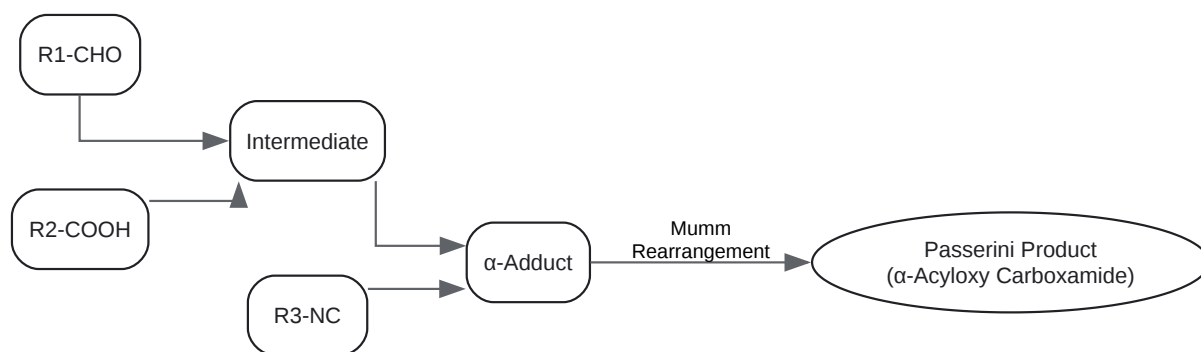 R1-CHO
Intermediate
R2-COOH
α-Adduct
R3-NC
Mumm
Rearrangement
Passerini Product
(α-Acyloxy Carboxamide)